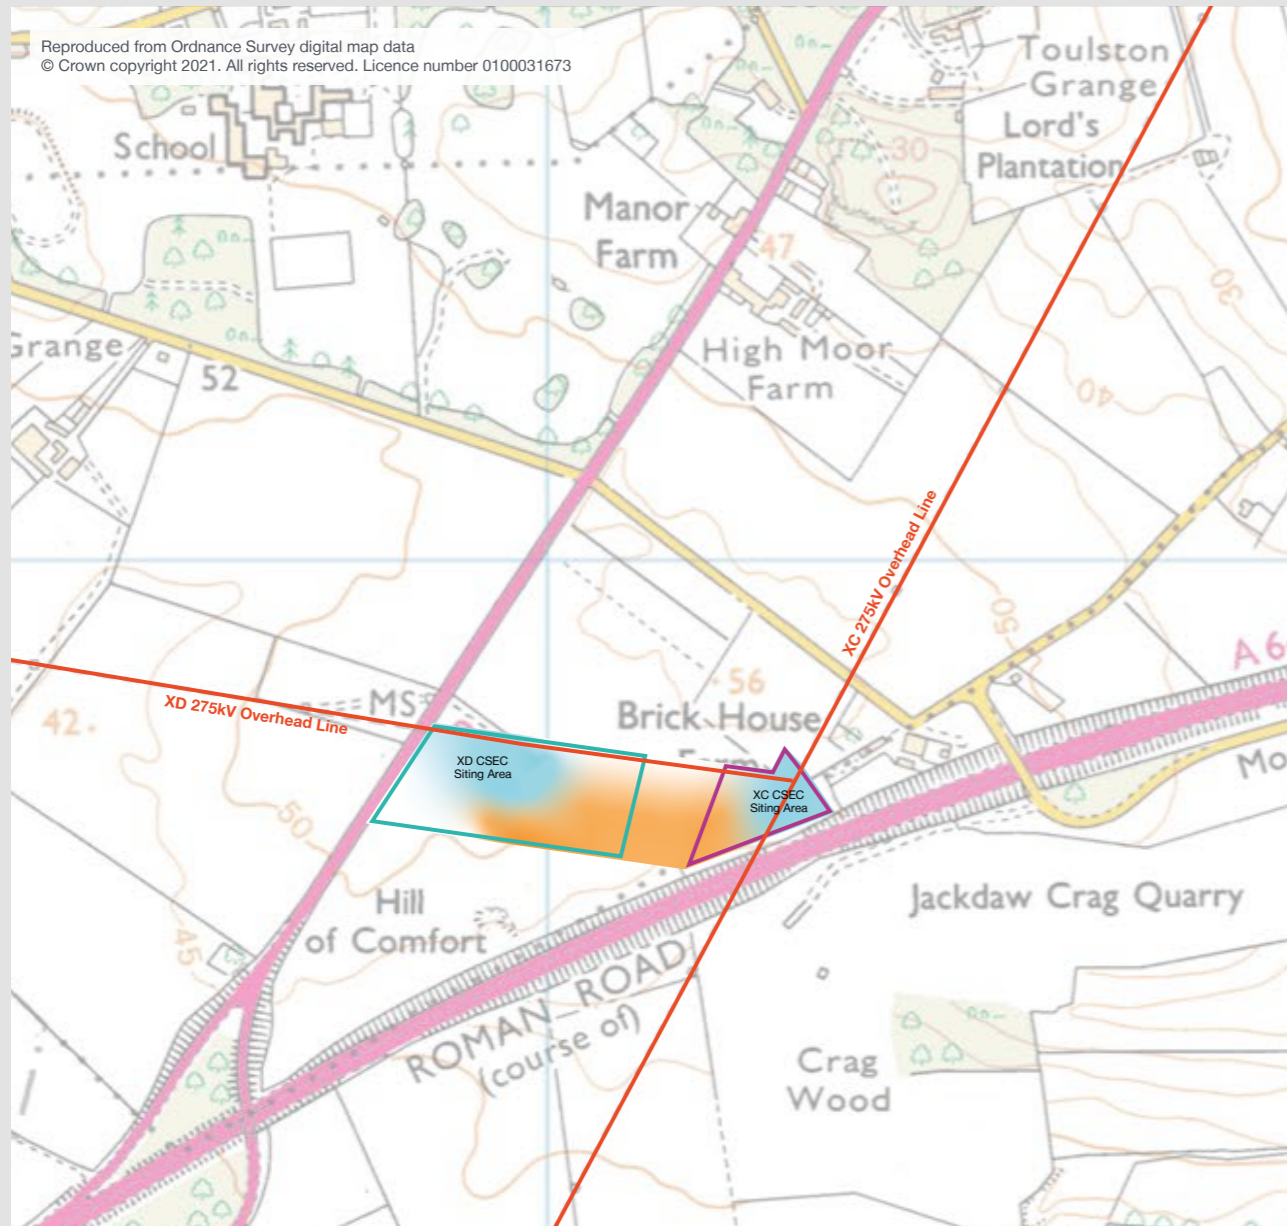 Reproduced from Ordnance Survey digital map data
© Crown copyright 2021. All rights reserved. Licence number 0100031673
Toulston
Grange
Lord's
Plantation
School
30
Manor
Farm
47
30
High Moor
Farm
Grange
52
40
XC 275kV Overhead Line
50
A 6
56
MS
XD 275kV Overhead Line
42
Brick House
Farm
XD CSEC
Siting Area
XC CSEC
Siting Area
Mo
50
Hill
of Comfort
45
Jackdaw Crag Quarry
ROMAN ROAD
(course of)
Crag
Wood